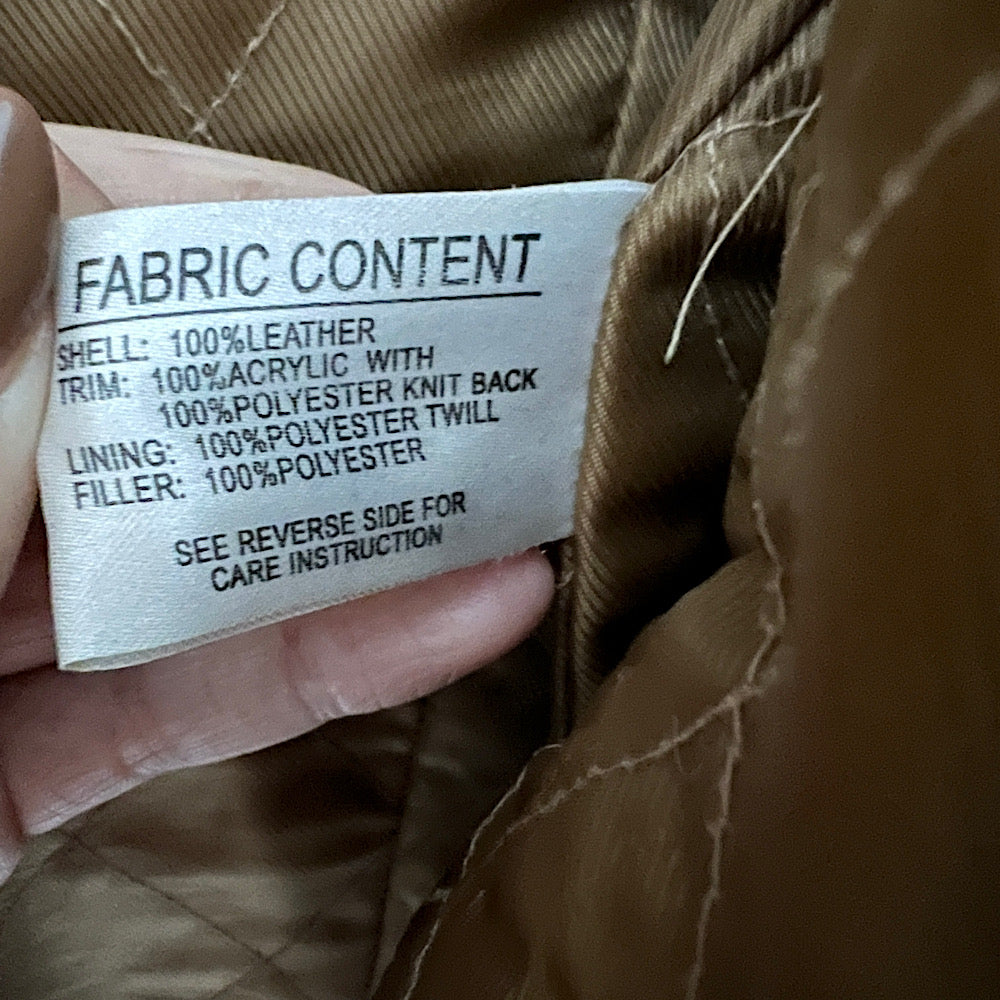 FABRIC CONTENT
SHELL: 100%LEATHER
TRIM: 100%ACRYLIC WITH
100%POLYESTER KNIT BACK
LINING: 100%POLYESTER TWILL
FILLER: 100%POLYESTER
SEE REVERSE SIDE FOR
CARE INSTRUCTION